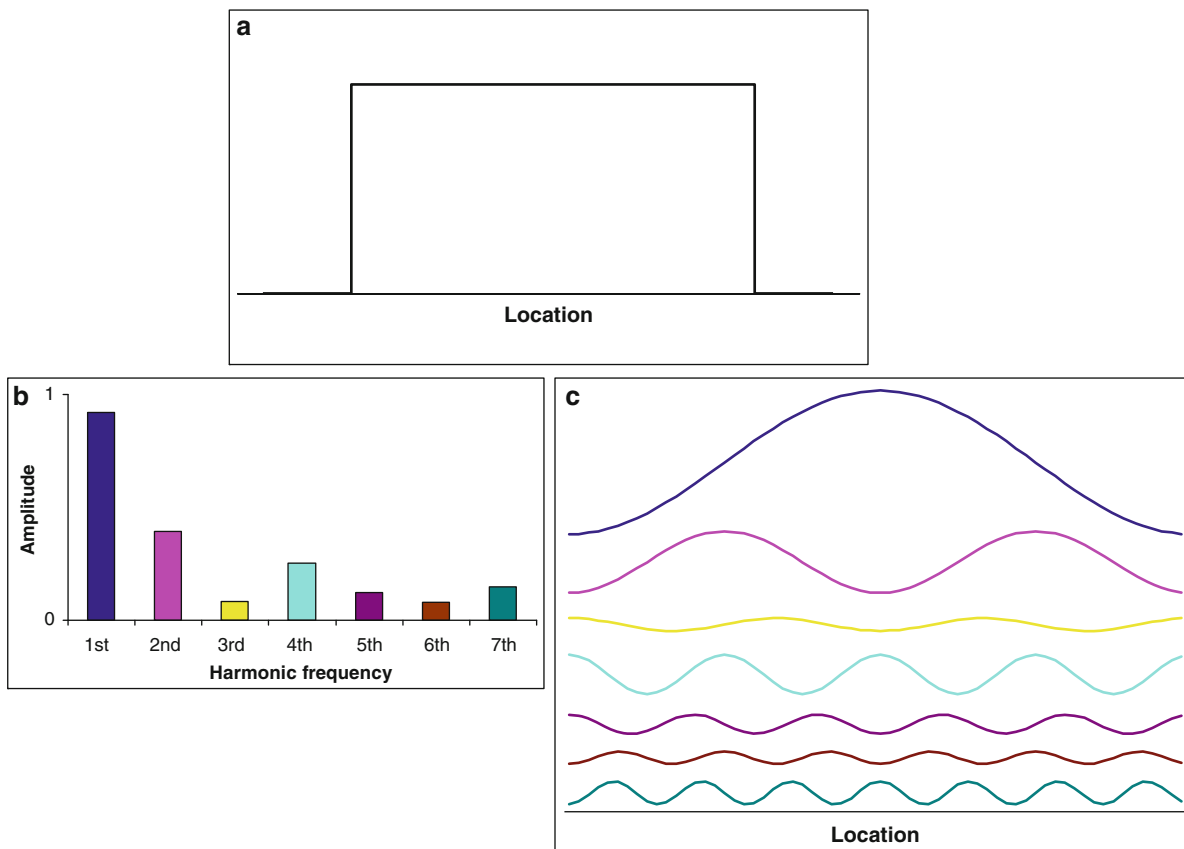 a
Location
b
1
Amplitude
0
1st 2nd 3rd 4th 5th 6th 7th
Harmonic frequency
c
Location